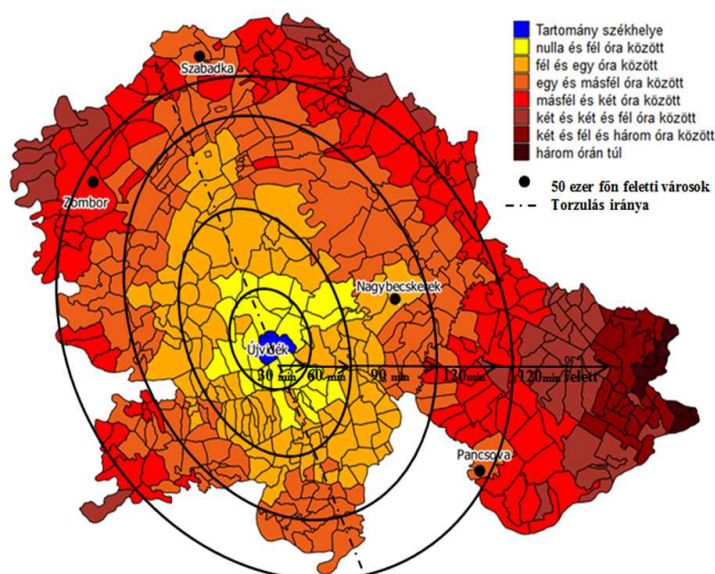 Tartomány székhelye
nulla és fél óra között
fél és egy óra között
egy és másfél óra között
másfél és két óra között
két és két és fél óra között
két és fél és három óra között
három órán túl
50 ezer főn feletti városok
Torzulás iránya
Szabadka
Zombor
Nagybecskerek
Újvidék
30 min 60 min 90 min 120 min 120 min felett
Pancsova